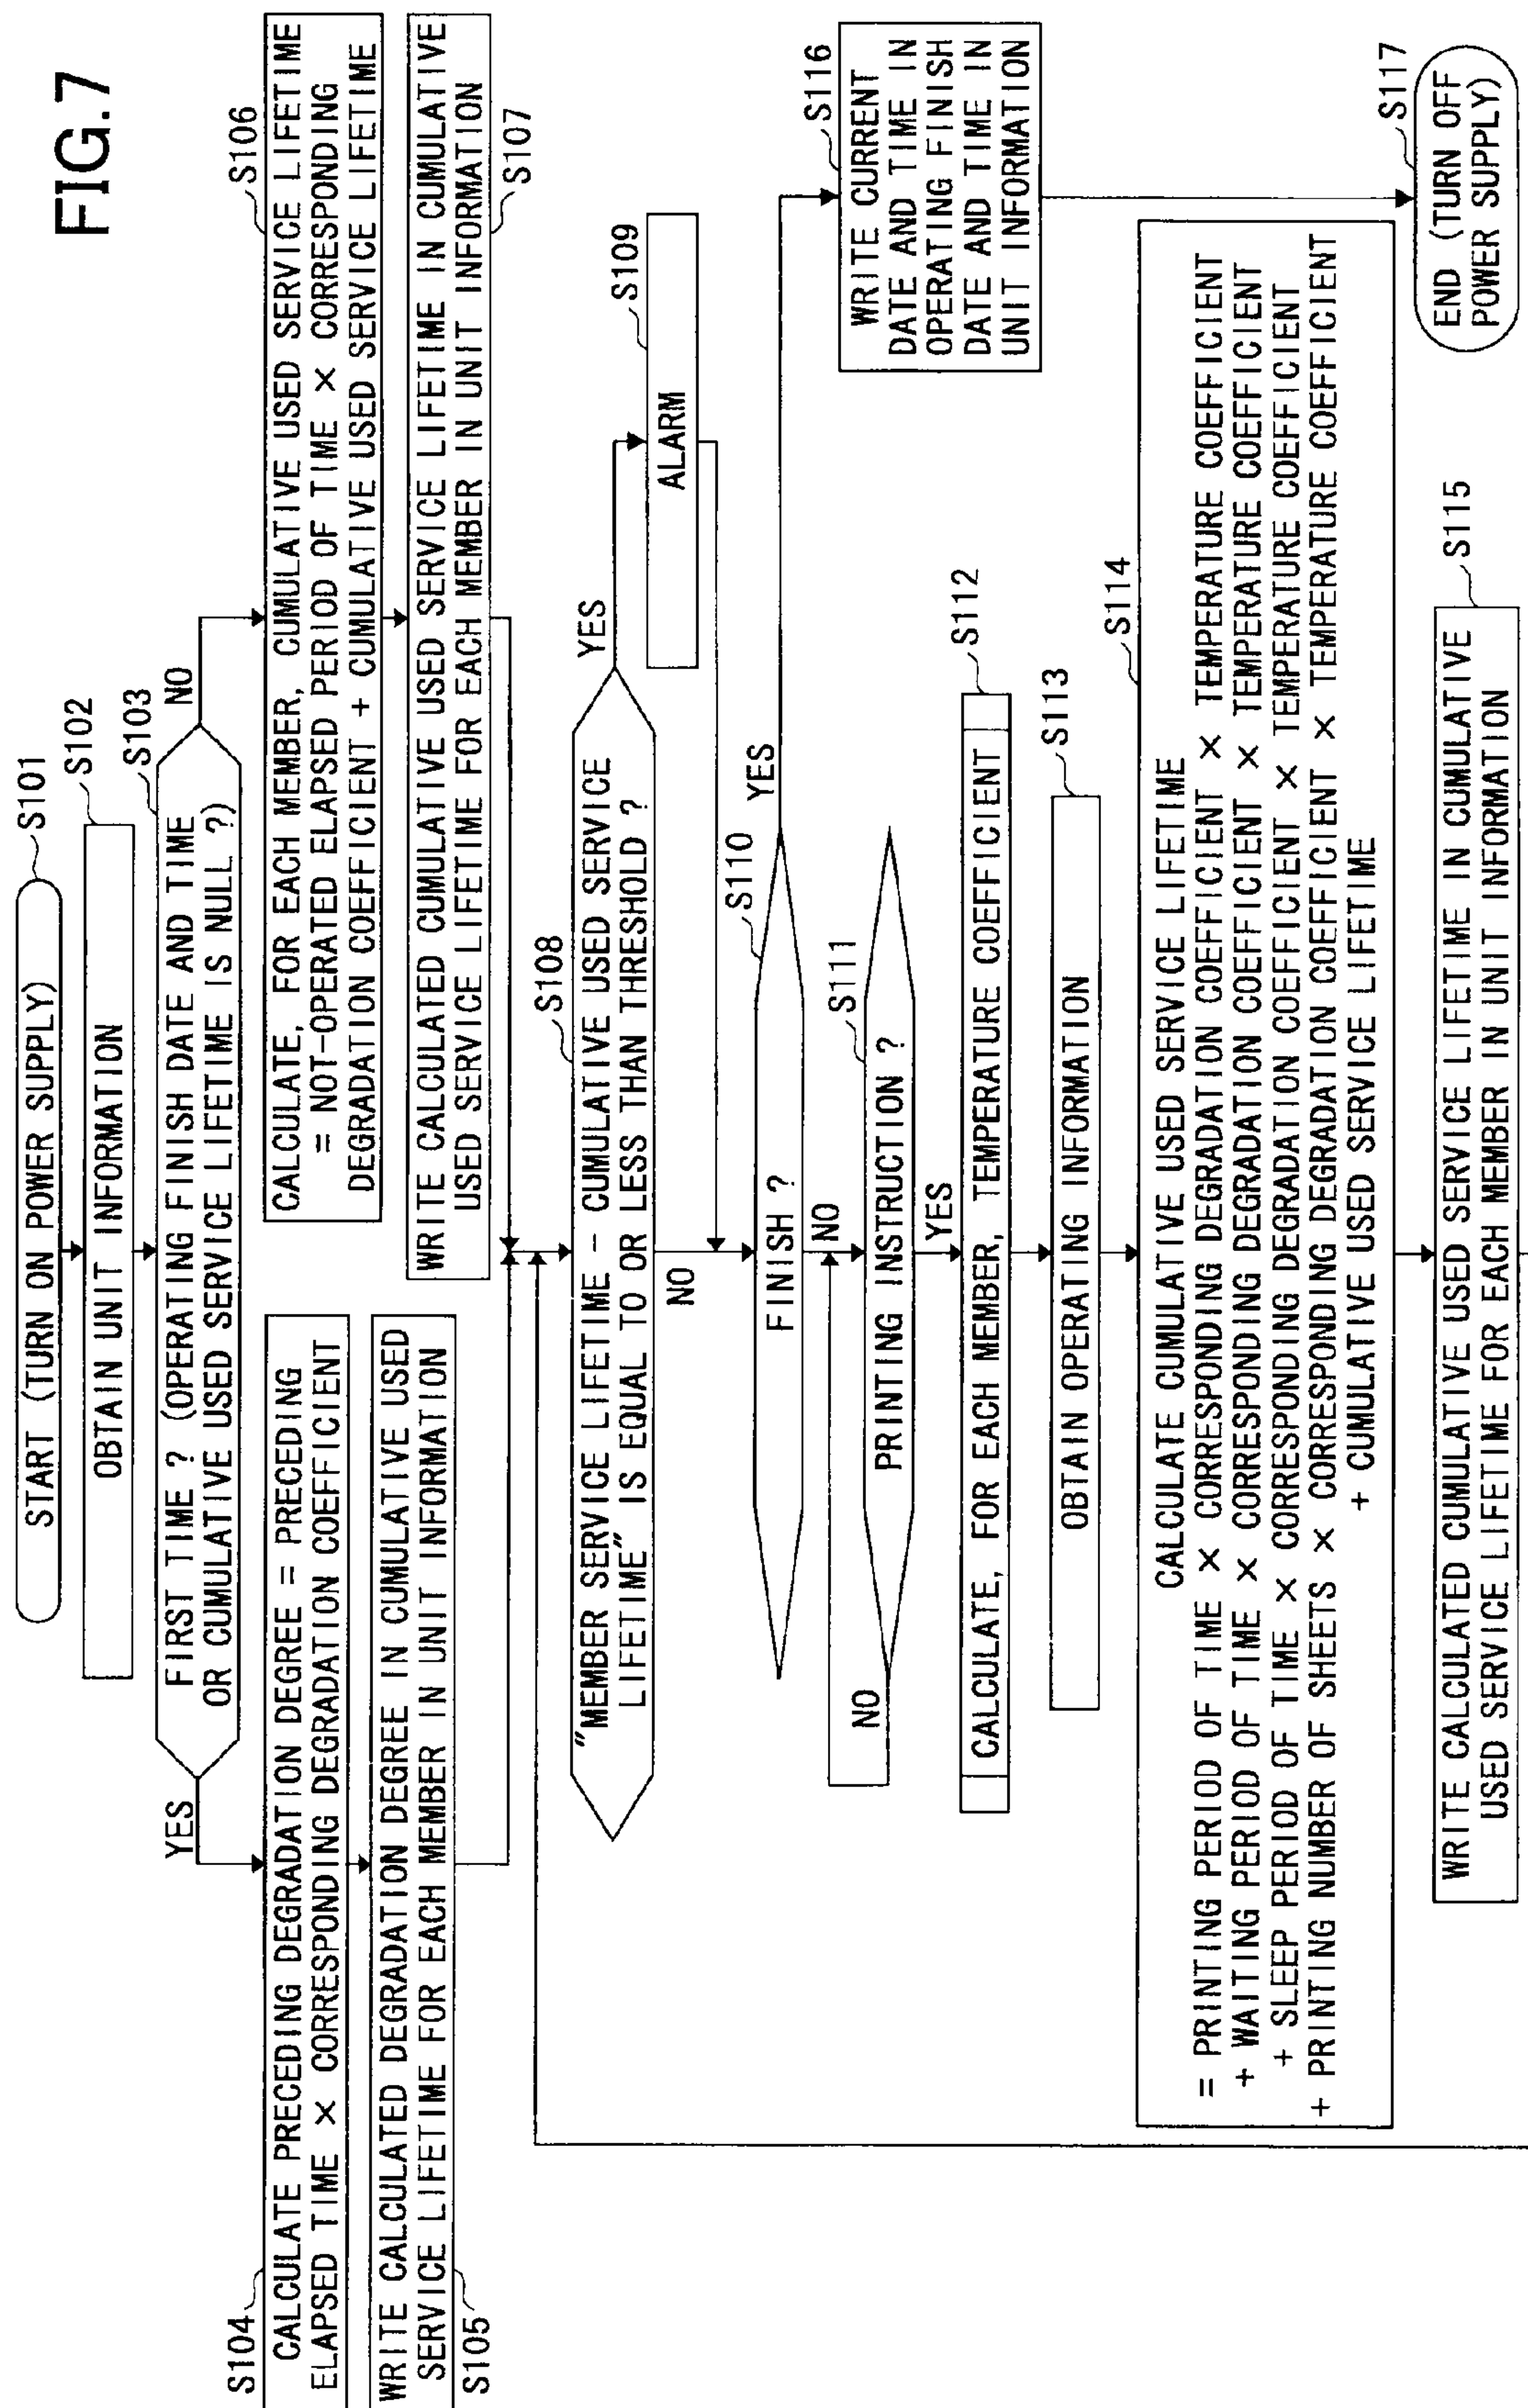 FIG.7
START (TURN ON POWER SUPPLY)
S101
OBTAIN UNIT INFORMATION
S102
FIRST TIME ? (OPERATING FINISH DATE AND TIME
OR CUMULATIVE USED SERVICE LIFETIME IS NULL ?)
S103
YES
NO
S104
CALCULATE PRECEDING DEGRADATION DEGREE = PRECEDING
ELAPSED TIME × CORRESPONDING DEGRADATION COEFFICIENT
WRITE CALCULATED DEGRADATION DEGREE IN CUMULATIVE USED
SERVICE LIFETIME FOR EACH MEMBER IN UNIT INFORMATION
S105
S106
CALCULATE, FOR EACH MEMBER, CUMULATIVE USED SERVICE LIFETIME
= NOT-OPERATED ELAPSED PERIOD OF TIME × CORRESPONDING
DEGRADATION COEFFICIENT + CUMULATIVE USED SERVICE LIFETIME
WRITE CALCULATED CUMULATIVE USED SERVICE LIFETIME IN CUMULATIVE
USED SERVICE LIFETIME FOR EACH MEMBER IN UNIT INFORMATION
S107
S108
"MEMBER SERVICE LIFETIME - CUMULATIVE USED SERVICE
LIFETIME" IS EQUAL TO OR LESS THAN THRESHOLD ?
YES
NO
S109
ALARM
S110
FINISH ?
YES
NO
S111
PRINTING INSTRUCTION ?
NO
YES
S112
CALCULATE, FOR EACH MEMBER, TEMPERATURE COEFFICIENT
S113
OBTAIN OPERATING INFORMATION
S114
CALCULATE CUMULATIVE USED SERVICE LIFETIME
= PRINTING PERIOD OF TIME × CORRESPONDING DEGRADATION COEFFICIENT × TEMPERATURE COEFFICIENT
+ WAITING PERIOD OF TIME × CORRESPONDING DEGRADATION COEFFICIENT × TEMPERATURE COEFFICIENT
+ SLEEP PERIOD OF TIME × CORRESPONDING DEGRADATION COEFFICIENT × TEMPERATURE COEFFICIENT
+ PRINTING NUMBER OF SHEETS × CORRESPONDING DEGRADATION COEFFICIENT × TEMPERATURE COEFFICIENT
+ CUMULATIVE USED SERVICE LIFETIME
S115
WRITE CALCULATED CUMULATIVE USED SERVICE LIFETIME IN CUMULATIVE
USED SERVICE LIFETIME FOR EACH MEMBER IN UNIT INFORMATION
S116
WRITE CURRENT
DATE AND TIME IN
OPERATING FINISH
DATE AND TIME IN
UNIT INFORMATION
S117
END (TURN OFF
POWER SUPPLY)